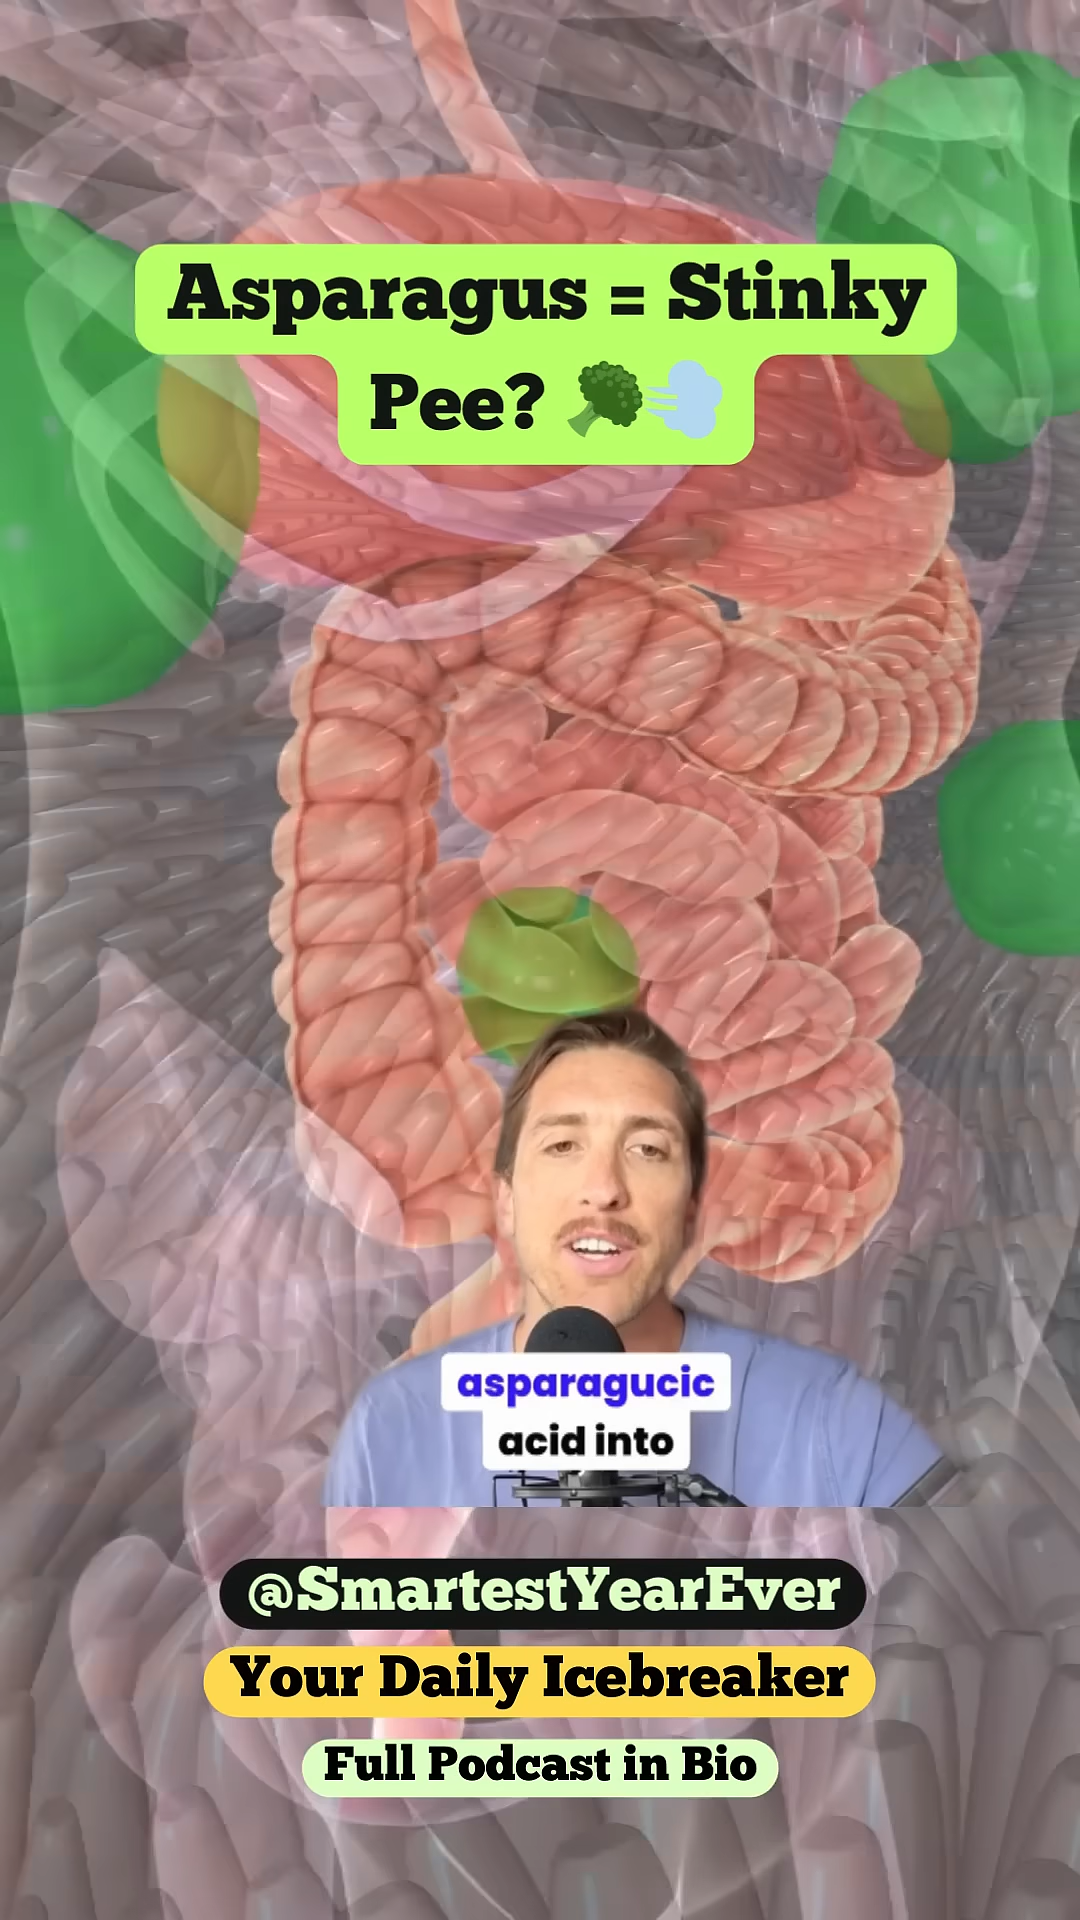 Asparagus = Stinky
Pee? 🥦💨
asparagucic
acid into
@SmartestYearEver
Your Daily Icebreaker
Full Podcast in Bio